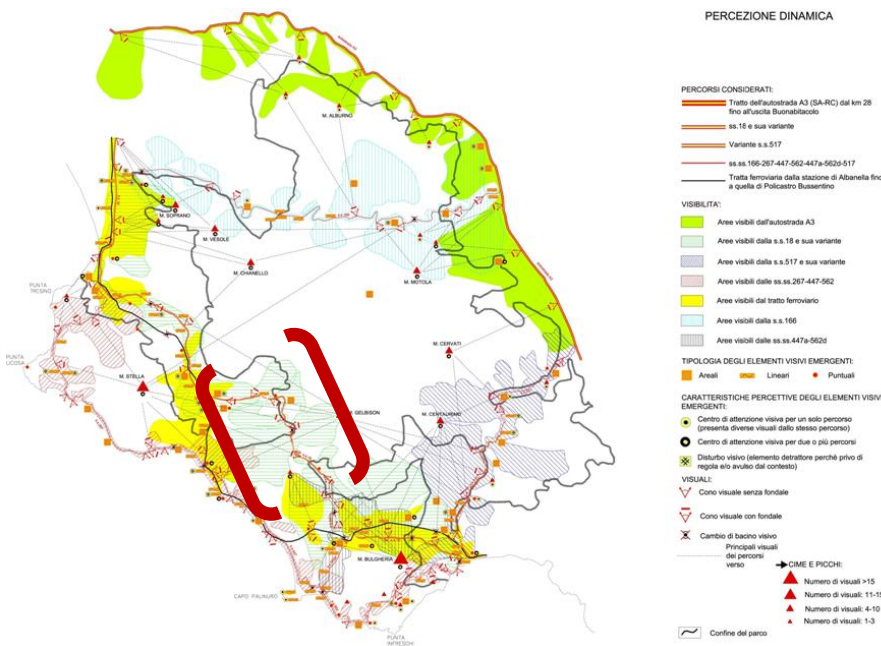 PERCEZIONE DINAMICA
PERCORSI CONSIDERATI:
Tratto dell'autostrada A3 (SA-RC) dal km 28
fino all'uscita Buonabitacolo
ss.18 e sua variante
Variante s.s.517
ss.ss.166-267-447-562-447a-562d-517
Tratta ferroviaria dalla stazione di Albanella fino
a quella di Policastro Bussentino
VISIBILITA':
Aree visibili dall'autostrada A3
Aree visibili dalla s.s.18 e sua variante
Aree visibili dalla s.s.517 e sua variante
Aree visibili dalle ss.ss.267-447-562
Aree visibili dal tratto ferroviario
Aree visibili dalla s.s.166
Aree visibili dalle ss.ss.447a-562d
TIPOLOGIA DEGLI ELEMENTI VISIVI EMERGENTI:
Areali
Lineari
Puntuali
CARATTERISTICHE PERCETTIVE DEGLI ELEMENTI VISIVI
EMERGENTI:
Centro di attenzione visiva per un solo percorso
(presenta diverse visuali dallo stesso percorso)
Centro di attenzione visiva per due o più percorsi
Disturbo visivo (elemento detrattore perchè privo di
regola e/o avulso dal contesto)
VISUALI:
Cono visuale senza fondale
Cono visuale con fondale
Cambio di bacino visivo
Principali visuali
dei percorsi
verso
CIME E PICCHI:
Numero di visuali >15
Numero di visuali: 11-15
Numero di visuali: 4-10
Numero di visuali: 1-3
Confine del parco
M. ALBURNO
M. SOPRANO
M. VESOLE
M. CHIANELLO
M. MOTOLA
PUNTA
TRESINO
PUNTA
LICOSA
M. STELLA
M. CERVATI
M. GELBISON
M. CENTAURINO
M. BULGHERIA
CAPO PALINURO
PUNTA
INFRESCHI